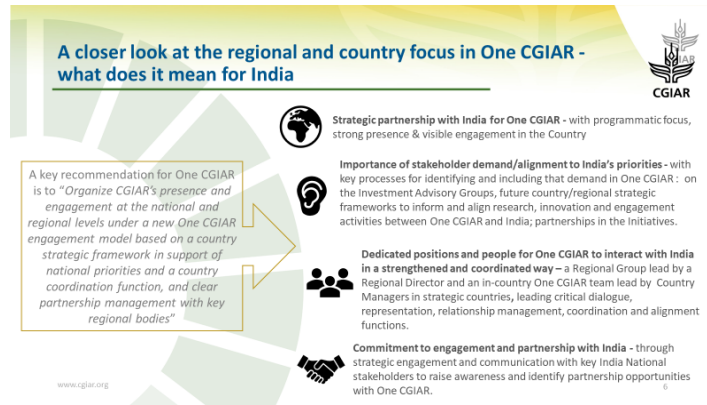 A closer look at the regional and country focus in One CGIAR -
what does it mean for India
CGIAR
Strategic partnership with India for One CGIAR - with programmatic focus,
strong presence & visible engagement in the Country
A key recommendation for One CGIAR
is to “Organize CGIAR’s presence and
engagement at the national and
regional levels under a new One CGIAR
engagement model based on a country
strategic framework in support of
national priorities and a country
coordination function, and clear
partnership management with key
regional bodies”
Importance of stakeholder demand/alignment to India’s priorities - with
key processes for identifying and including that demand in One CGIAR : on
the Investment Advisory Groups, future country/regional strategic
frameworks to inform and align research, innovation and engagement
activities between One CGIAR and India; partnerships in the Initiatives.
Dedicated positions and people for One CGIAR to interact with India
in a strengthened and coordinated way – a Regional Group lead by a
Regional Director and an in-country One CGIAR team lead by Country
Managers in strategic countries, leading critical dialogue,
representation, relationship management, coordination and alignment
functions.
Commitment to engagement and partnership with India - through
strategic engagement and communication with key India National
stakeholders to raise awareness and identify partnership opportunities
with One CGIAR.
www.cgiar.org
6